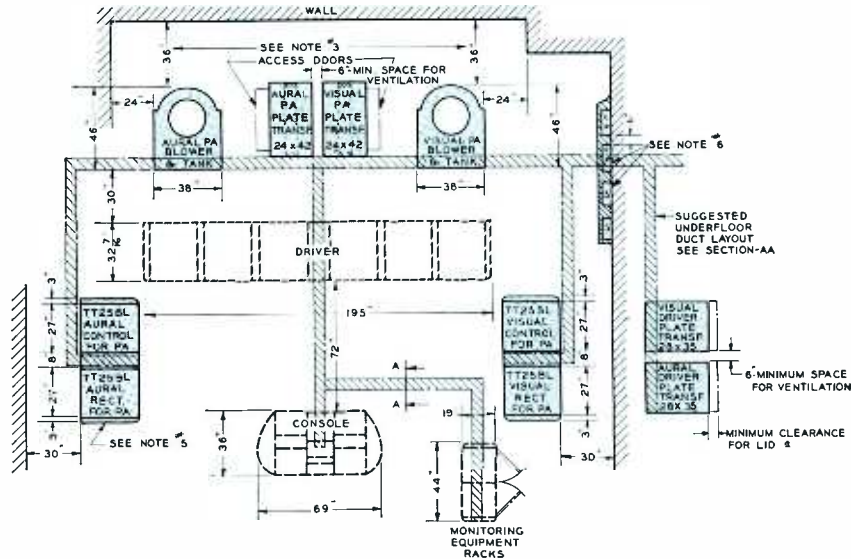 WALL
36"
SEE NOTE #3
36"
ACCESS DOORS
6"-MIN SPACE FOR
VENTILATION
24"
24"
46"
46
AURAL
PA
PLATE
TRANSF
24 x 42
VISUAL
PA
PLATE
TRANSF
24 x 42
AURAL PA
BLOWER
& TANK
VISUAL PA
BLOWER
& TANK
SEE NOTE #6
38"
38"
30"
SUGGESTED
UNDERFLOOR
DUCT LAYOUT
SEE SECTION-AA
DRIVER
3"
195"
3"
TT25BL
AURAL
CONTROL
FOR PA
TT25BL
VISUAL
CONTROL
FOR PA
VISUAL
DRIVER
PLATE
TRANSF
27"
27
72"
8"
8
6"-MINIMUM SPACE
FOR VENTILATION
TT25BL
AURAL
RECT.
FOR PA
TT25BL
VISUAL
RECT
FOR PA
AURAL
DRIVER
PLATE
TRANSF
27
27
A
A
19
3
3
CONSOLE
36"
SEE NOTE #5
MINIMUM CLEARANCE
FOR LID
30"
30"
44"
69"
MONITORING
EQUIPMENT
RACKS